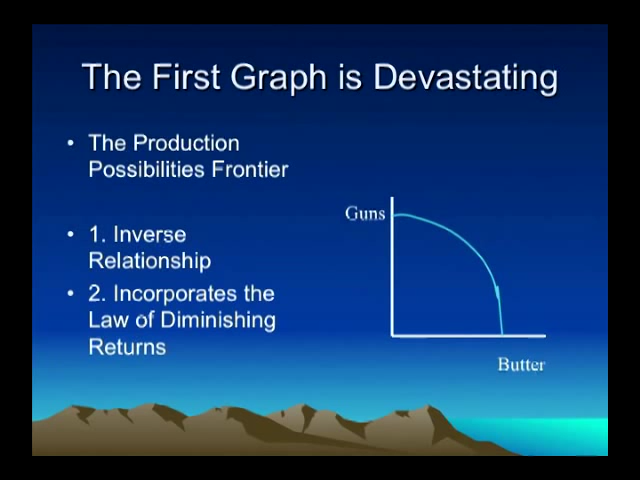 The First Graph is Devastating
• The Production
Possibilities Frontier
• 1. Inverse
Relationship
• 2. Incorporates the
Law of Diminishing
Returns
Guns
Butter